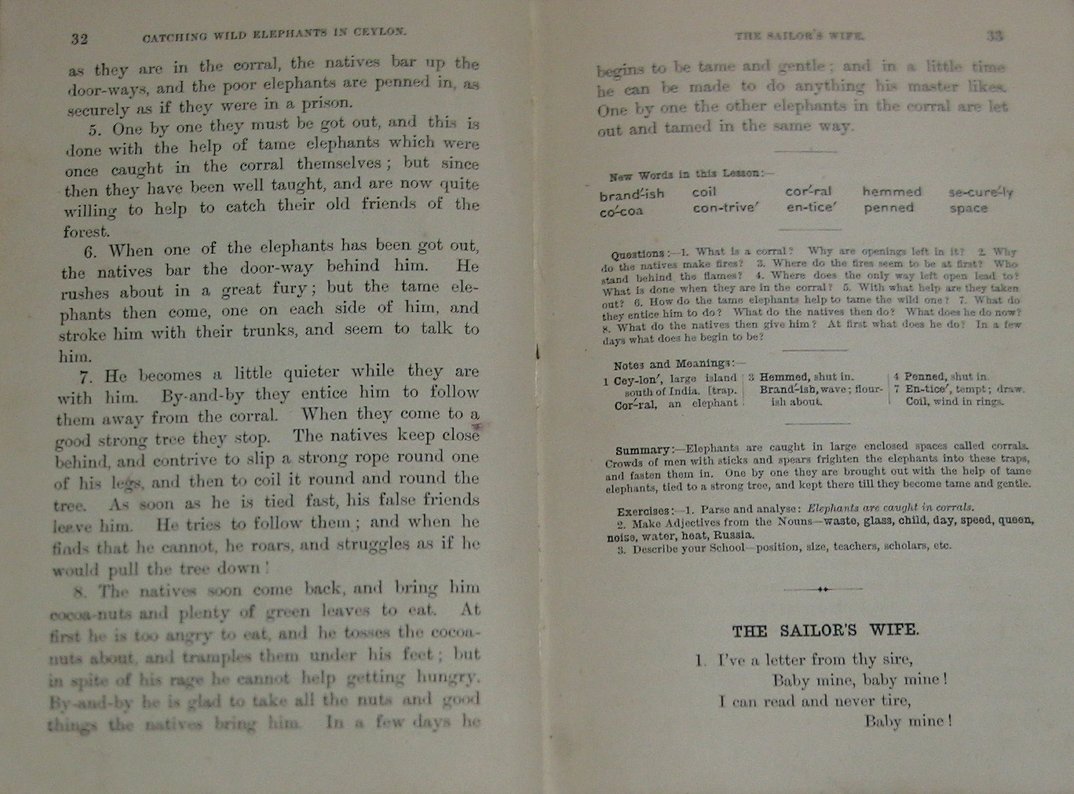 32 CATCHING WILD ELEPHANTS IN CEYLON.
as they are in the corral, the natives bar up the
door-ways, and the poor elephants are penned in, as
securely as if they were in a prison.
5. One by one they must be got out, and this is
done with the help of tame elephants which were
once caught in the corral themselves; but since
then they have been well taught, and are now quite
willing to help to catch their old friends of the
forest.
6. When one of the elephants has been got out,
the natives bar the door-way behind him. He
rushes about in a great fury; but the tame ele-
phants then come, one on each side of him, and
stroke him with their trunks, and seem to talk to
him.
7. He becomes a little quieter while they are
with him. By-and-by they entice him to follow
them away from the corral. When they come to a
good strong tree they stop. The natives keep close
behind, and contrive to slip a strong rope round one
of his legs, and then to coil it round and round the
tree. As soon as he is tied fast, his false friends
leave him. He tries to follow them; and when he
finds that he cannot, he roars, and struggles as if he
would pull the tree down!
8. The natives soon come back, and bring him
cocoa-nuts and plenty of green leaves to eat. At
first he is too angry to eat, and he tosses the cocoa-
nuts about, and tramples them under his feet; but
in spite of his rage he cannot help getting hungry.
By-and-by he is glad to take all the nuts and good
things the natives bring him. In a few days he
THE SAILOR'S WIFE. 33
begins to be tame and gentle; and in a little time
he can be made to do anything his master likes.
One by one the other elephants in the corral are let
out and tamed in the same way.
New Words in this Lesson:—
brand´-ish coil cor´-ral hemmed se-cure´-ly
co´-coa con-trive´ en-tice´ penned space
Questions:—1. What is a corral? Why are openings left in it? 2. Why
do the natives make fires? 3. Where do the fires seem to be at first? Who
stand behind the flames? 4. Where does the only way left open lead to?
What is done when they are in the corral? 5. With what help are they taken
out? 6. How do the tame elephants help to tame the wild one? 7. What do
they entice him to do? What do the natives then do? What does he do now?
8. What do the natives then give him? At first what does he do? In a few
days what does he begin to be?
Notes and Meanings:—
1 Cey-lon´, large island
south of India. [trap.
Cor´-ral, an elephant
3 Hemmed, shut in.
Brand´-ish, wave; flour-
ish about.
4 Penned, shut in.
7 En-tice´, tempt; draw.
Coil, wind in rings.
Summary:—Elephants are caught in large enclosed spaces called corrals.
Crowds of men with sticks and spears frighten the elephants into these traps,
and fasten them in. One by one they are brought out with the help of tame
elephants, tied to a strong tree, and kept there till they become tame and gentle.
Exercises:—1. Parse and analyse: Elephants are caught in corrals.
2. Make Adjectives from the Nouns—waste, glass, child, day, speed, queen,
noise, water, heat, Russia.
3. Describe your School—position, size, teachers, scholars, etc.
THE SAILOR'S WIFE.
1. I've a letter from thy sire,
Baby mine, baby mine!
I can read and never tire,
Baby mine!